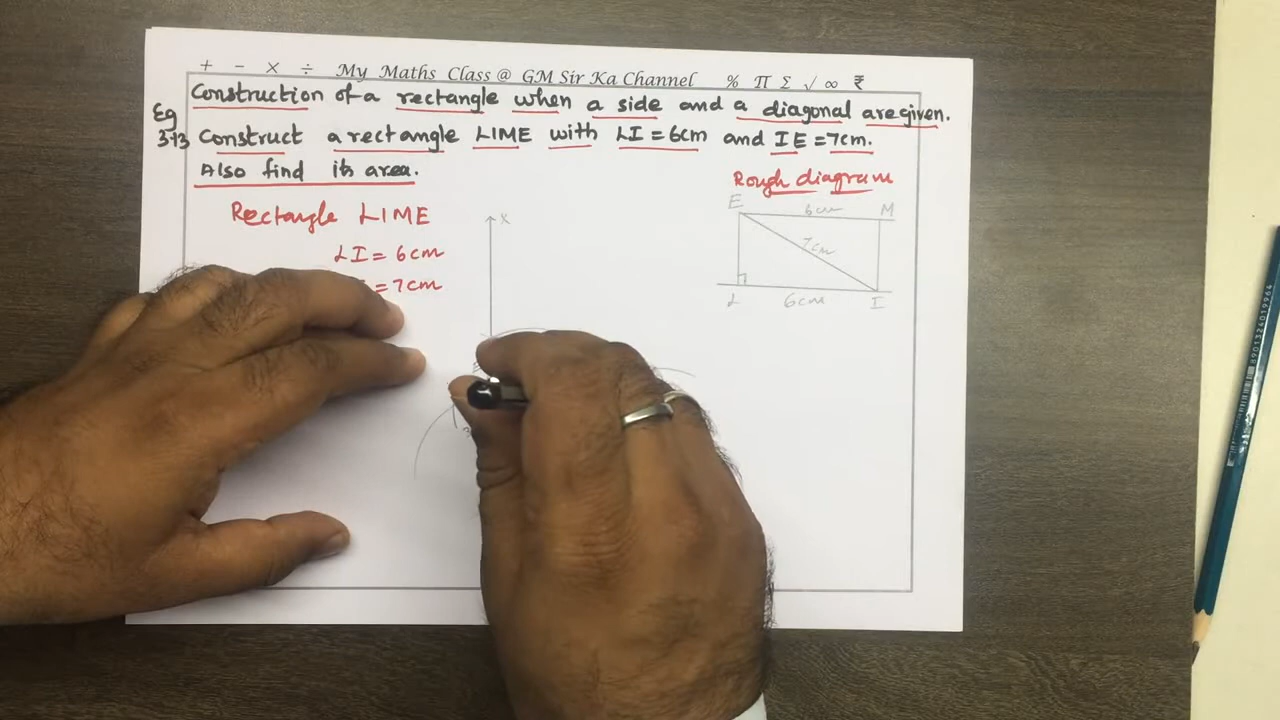 + - × ÷ My Maths Class @ GM Sir Ka Channel % Π Σ √ ∞ ₹
Construction of a rectangle when a side and a diagonal are given.
Eg 3.13 Construct a rectangle LIME with LI = 6cm and IE = 7cm.
Also find its area.
Rough diagram
E 6cm M
7cm
L 6cm I
Rectangle LIME
LI = 6cm
= 7cm
X
8901324019964